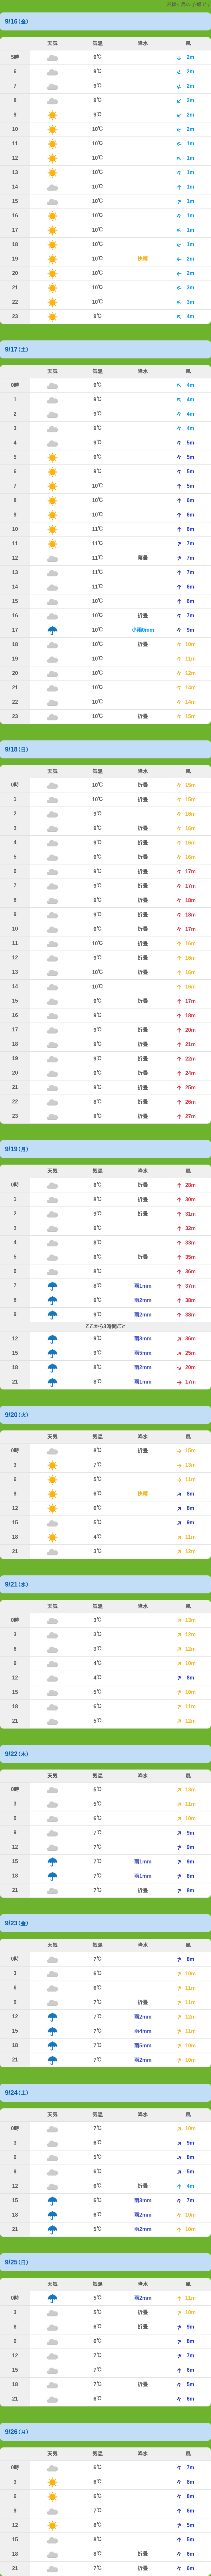 9/16(金)
天気 気温 降水 風
5時 9℃ 2m
6 9℃ 2m
7 9℃ 2m
8 9℃ 2m
9 9℃ 2m
10 10℃ 2m
11 10℃ 1m
12 10℃ 1m
13 10℃ 1m
14 10℃ 1m
15 10℃ 1m
16 10℃ 1m
17 10℃ 1m
18 10℃ 1m
19 10℃ 快晴 2m
20 10℃ 2m
21 10℃ 3m
22 10℃ 3m
23 9℃ 4m
9/17(土)
天気 気温 降水 風
0時 9℃ 4m
1 9℃ 4m
2 9℃ 4m
3 9℃ 4m
4 9℃ 5m
5 9℃ 5m
6 9℃ 5m
7 10℃ 5m
8 10℃ 6m
9 10℃ 6m
10 11℃ 6m
11 11℃ 7m
12 11℃ 薄曇 7m
13 11℃ 7m
14 11℃ 6m
15 10℃ 6m
16 10℃ 折曇 7m
17 10℃ 小雨0mm 9m
18 10℃ 折曇 10m
19 10℃ 11m
20 10℃ 12m
21 10℃ 14m
22 10℃ 14m
23 10℃ 折曇 15m
9/18(日)
天気 気温 降水 風
0時 10℃ 折曇 15m
1 10℃ 折曇 15m
2 9℃ 16m
3 9℃ 折曇 16m
4 9℃ 折曇 16m
5 9℃ 折曇 16m
6 9℃ 折曇 17m
7 9℃ 折曇 17m
8 9℃ 折曇 18m
9 9℃ 折曇 18m
10 9℃ 折曇 17m
11 10℃ 折曇 16m
12 9℃ 折曇 16m
13 10℃ 折曇 16m
14 10℃ 16m
15 9℃ 折曇 17m
16 9℃ 18m
17 9℃ 折曇 20m
18 9℃ 折曇 21m
19 9℃ 折曇 22m
20 9℃ 折曇 24m
21 9℃ 折曇 25m
22 8℃ 折曇 26m
23 8℃ 折曇 27m
9/19(月)
天気 気温 降水 風
0時 8℃ 折曇 28m
1 8℃ 折曇 30m
2 9℃ 折曇 31m
3 9℃ 32m
4 8℃ 33m
5 8℃ 折曇 35m
6 8℃ 36m
7 8℃ 雨1mm 37m
8 9℃ 雨2mm 38m
9 9℃ 雨2mm 38m
ここから3時間ごと
12 9℃ 雨3mm 36m
15 9℃ 雨5mm 25m
18 8℃ 雨2mm 20m
21 8℃ 雨1mm 17m
9/20(火)
天気 気温 降水 風
0時 8℃ 折曇 15m
3 7℃ 13m
6 5℃ 11m
9 6℃ 快晴 8m
12 6℃ 8m
15 5℃ 9m
18 4℃ 11m
21 3℃ 12m
9/21(水)
天気 気温 降水 風
0時 3℃ 13m
3 3℃ 12m
6 3℃ 12m
9 4℃ 10m
12 4℃ 8m
15 5℃ 10m
18 6℃ 11m
21 5℃ 12m
9/22(木)
天気 気温 降水 風
0時 5℃ 13m
3 5℃ 11m
6 6℃ 10m
9 7℃ 9m
12 7℃ 9m
15 7℃ 雨1mm 9m
18 7℃ 雨1mm 8m
21 7℃ 折曇 8m
9/23(金)
天気 気温 降水 風
0時 7℃ 8m
3 6℃ 10m
6 6℃ 11m
9 7℃ 折曇 11m
12 7℃ 雨2mm 12m
15 7℃ 雨4mm 11m
18 7℃ 雨5mm 10m
21 7℃ 雨2mm 10m
9/24(土)
天気 気温 降水 風
0時 7℃ 10m
3 6℃ 9m
6 5℃ 8m
9 6℃ 5m
12 6℃ 折曇 4m
15 6℃ 雨3mm 7m
18 6℃ 雨2mm 10m
21 5℃ 雨2mm 10m
9/25(日)
天気 気温 降水 風
0時 5℃ 雨2mm 11m
3 5℃ 折曇 10m
6 6℃ 折曇 9m
9 6℃ 8m
12 7℃ 7m
15 7℃ 6m
18 7℃ 折曇 5m
21 6℃ 6m
9/26(月)
天気 気温 降水 風
0時 6℃ 7m
3 6℃ 8m
6 6℃ 8m
9 7℃ 6m
12 8℃ 5m
15 8℃ 5m
18 8℃ 折曇 6m
21 7℃ 折曇 6m